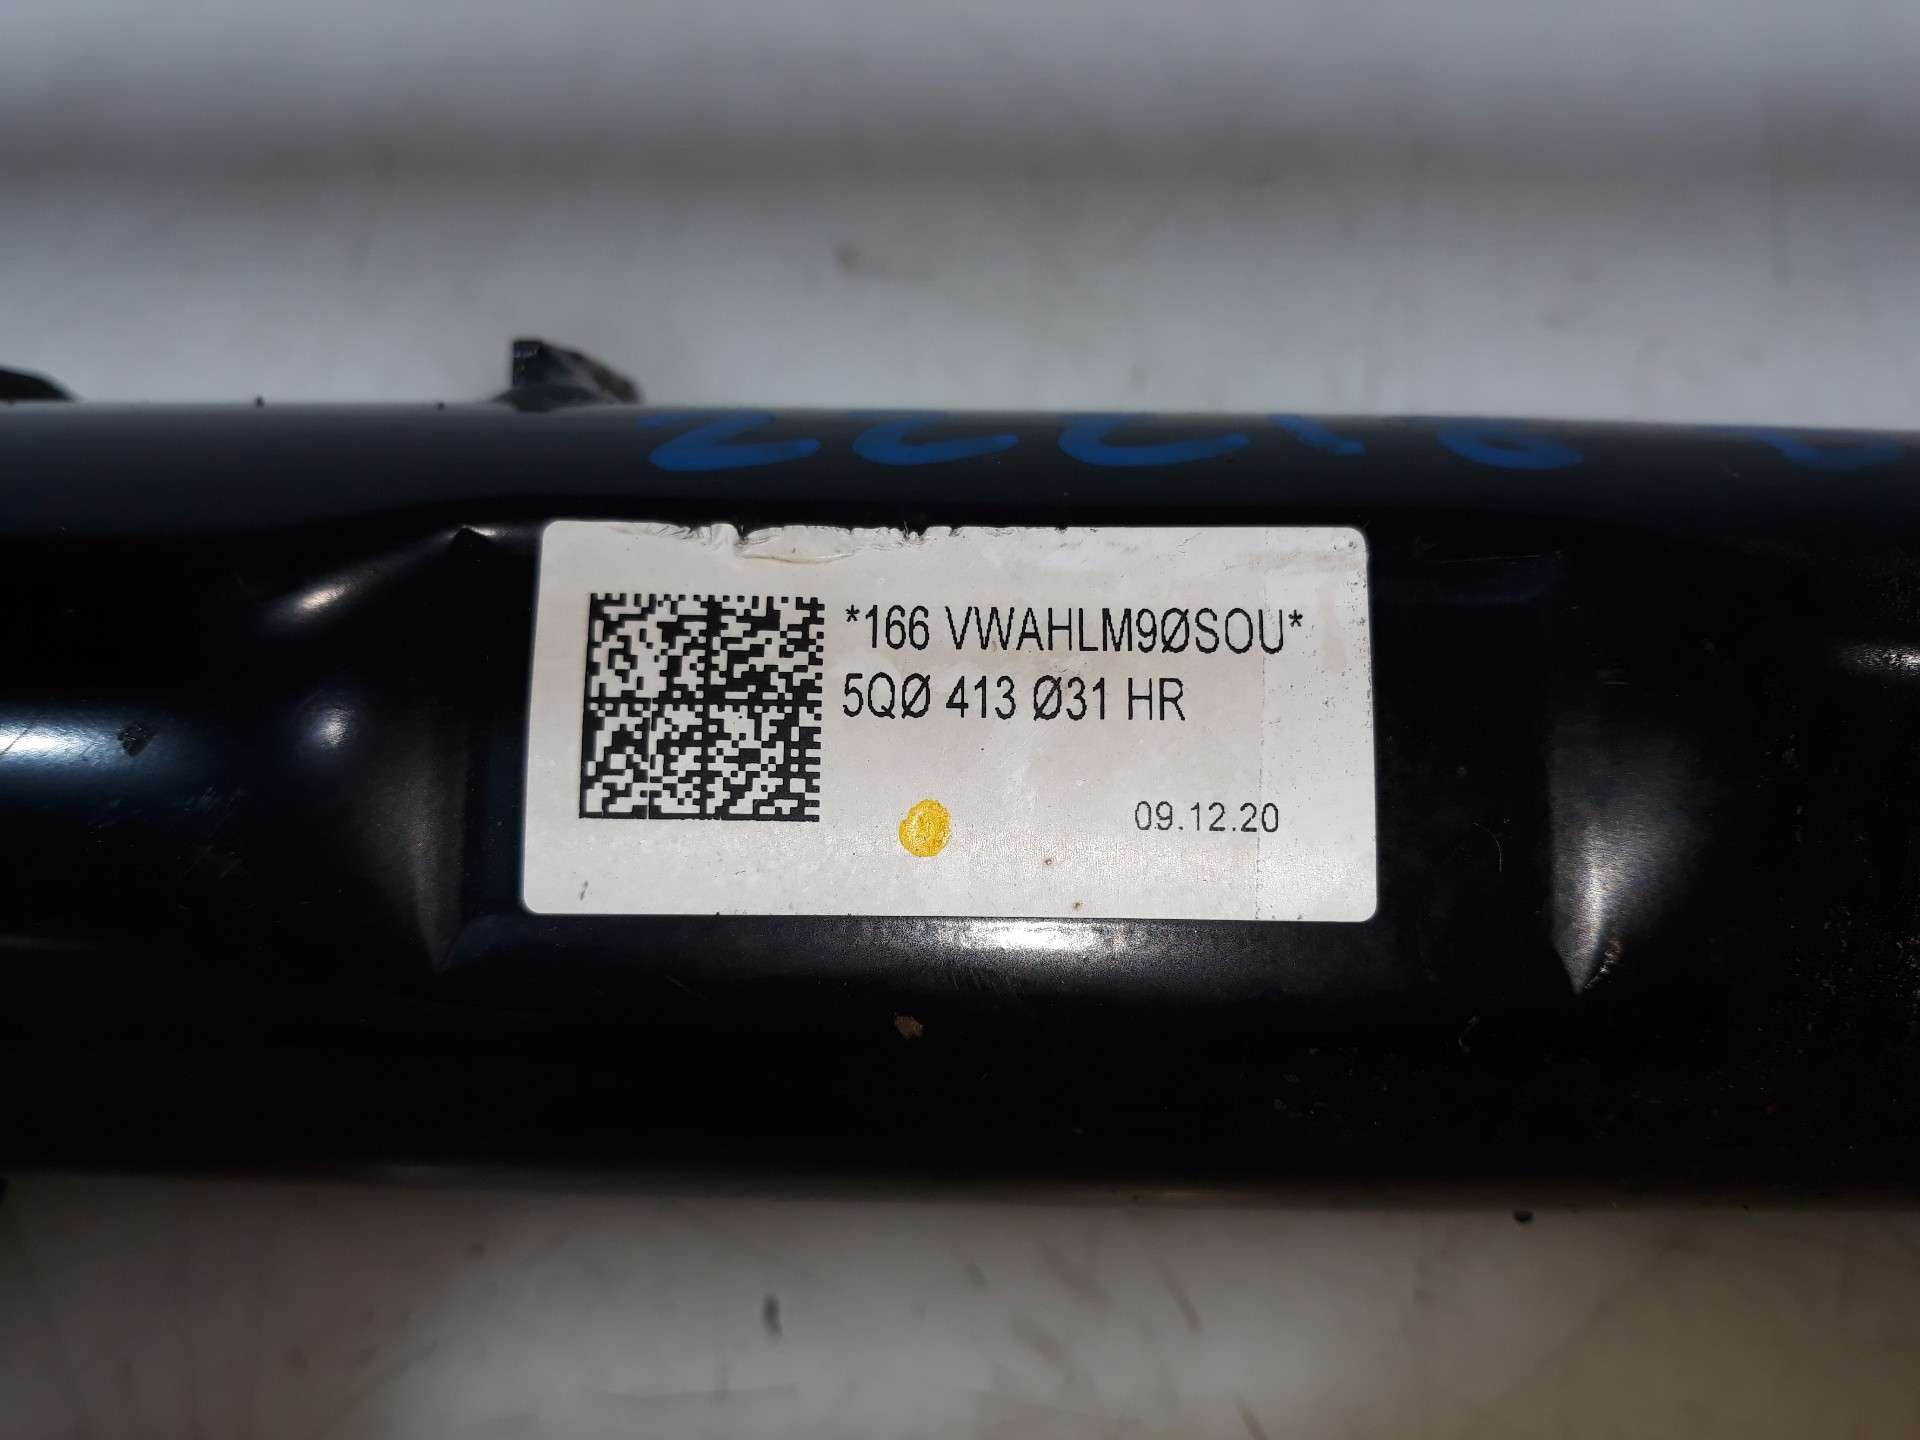 *166 VWAHLM9ØSOU*
5QØ 413 Ø31 HR
09.12.20